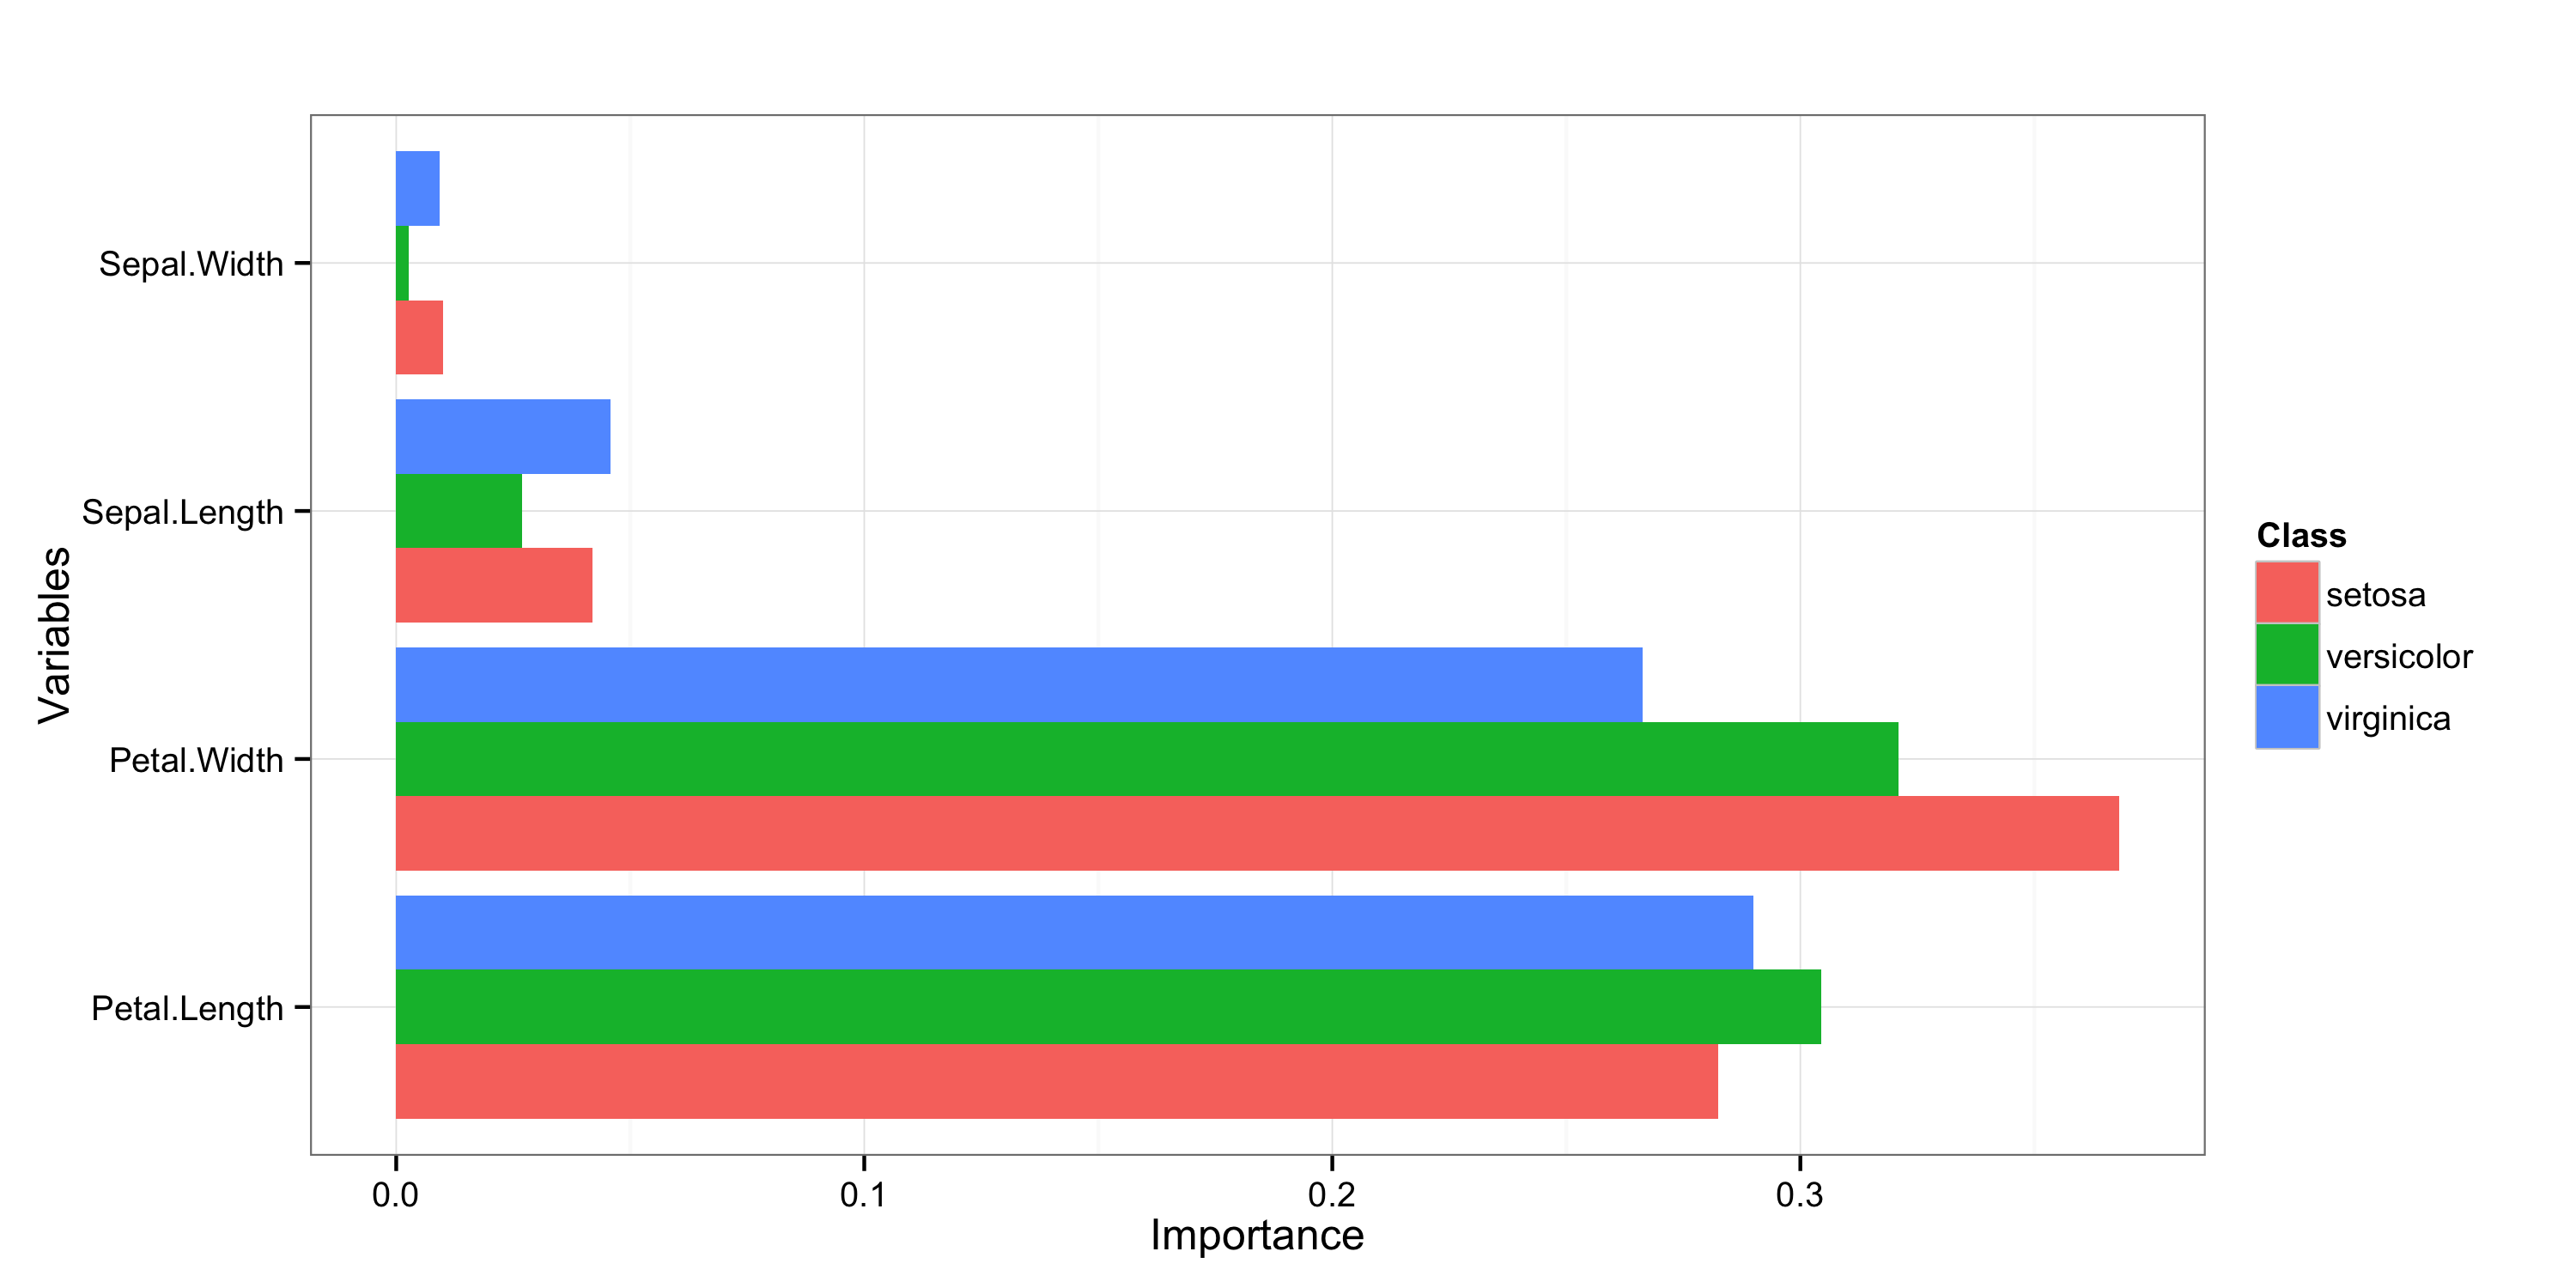 Variables
Sepal.Width
Sepal.Length
Petal.Width
Petal.Length
0.0 0.1 0.2 0.3
Importance
Class
setosa
versicolor
virginica